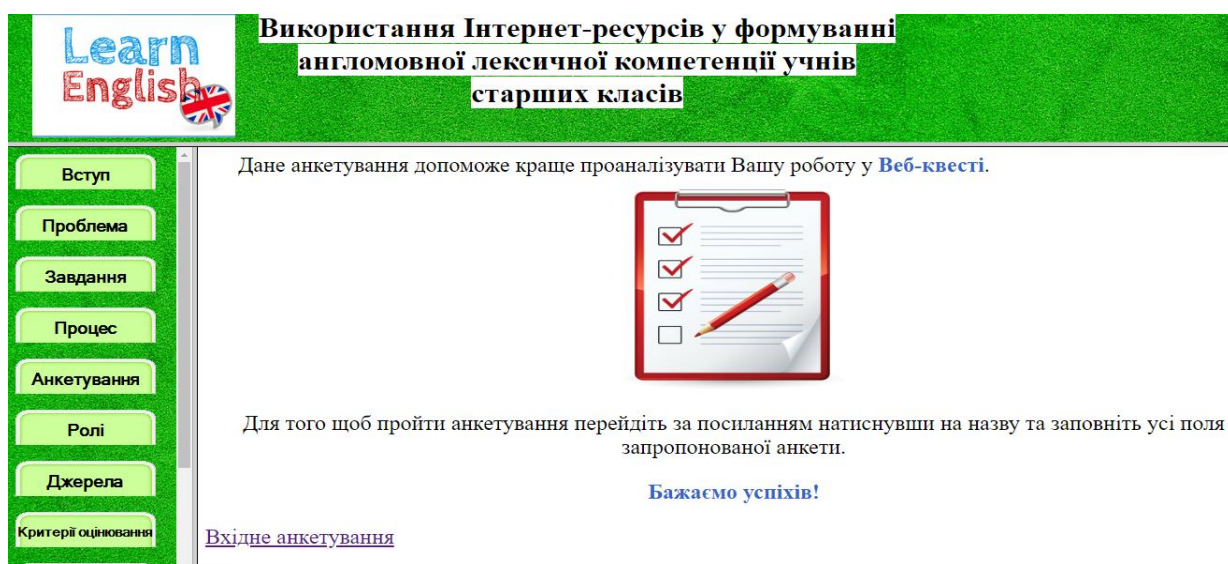 Learn
English
Використання Інтернет-ресурсів у формуванні
англомовної лексичної компетенції учнів
старших класів
Вступ
Проблема
Завдання
Процес
Анкетування
Ролі
Джерела
Критерії оцінювання
Дане анкетування допоможе краще проаналізувати Вашу роботу у Веб-квесті.
Для того щоб пройти анкетування перейдіть за посиланням натиснувши на назву та заповніть усі поля
запропонованої анкети.
Бажаємо успіхів!
Вхідне анкетування